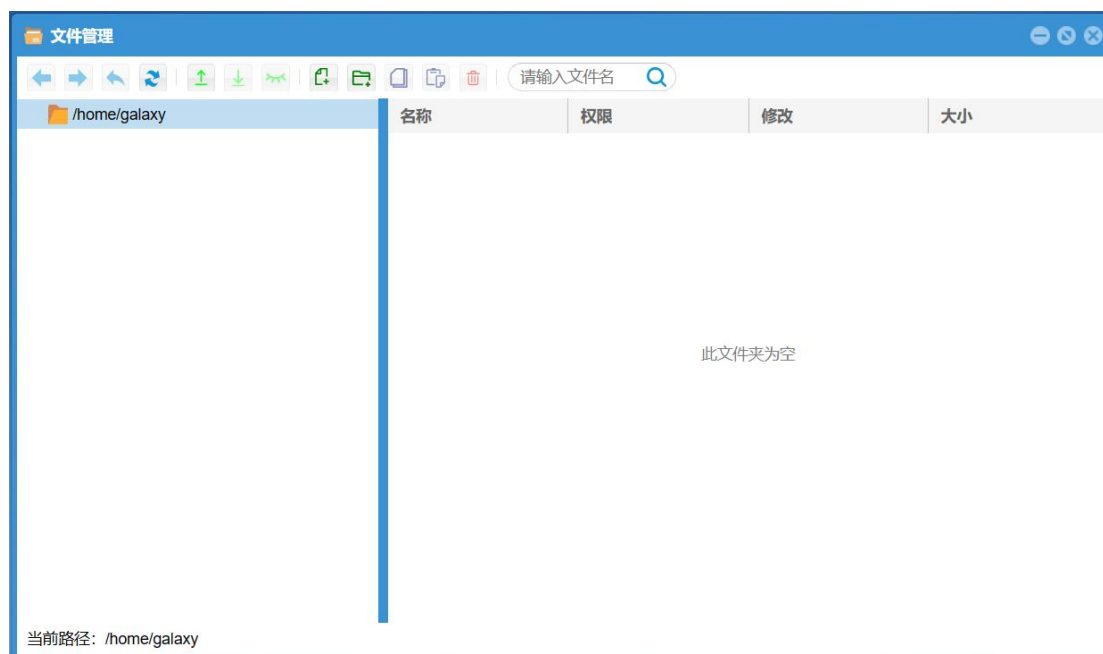 文件管理
请输入文件名
/home/galaxy
名称 权限 修改 大小
此文件夹为空
当前路径：/home/galaxy